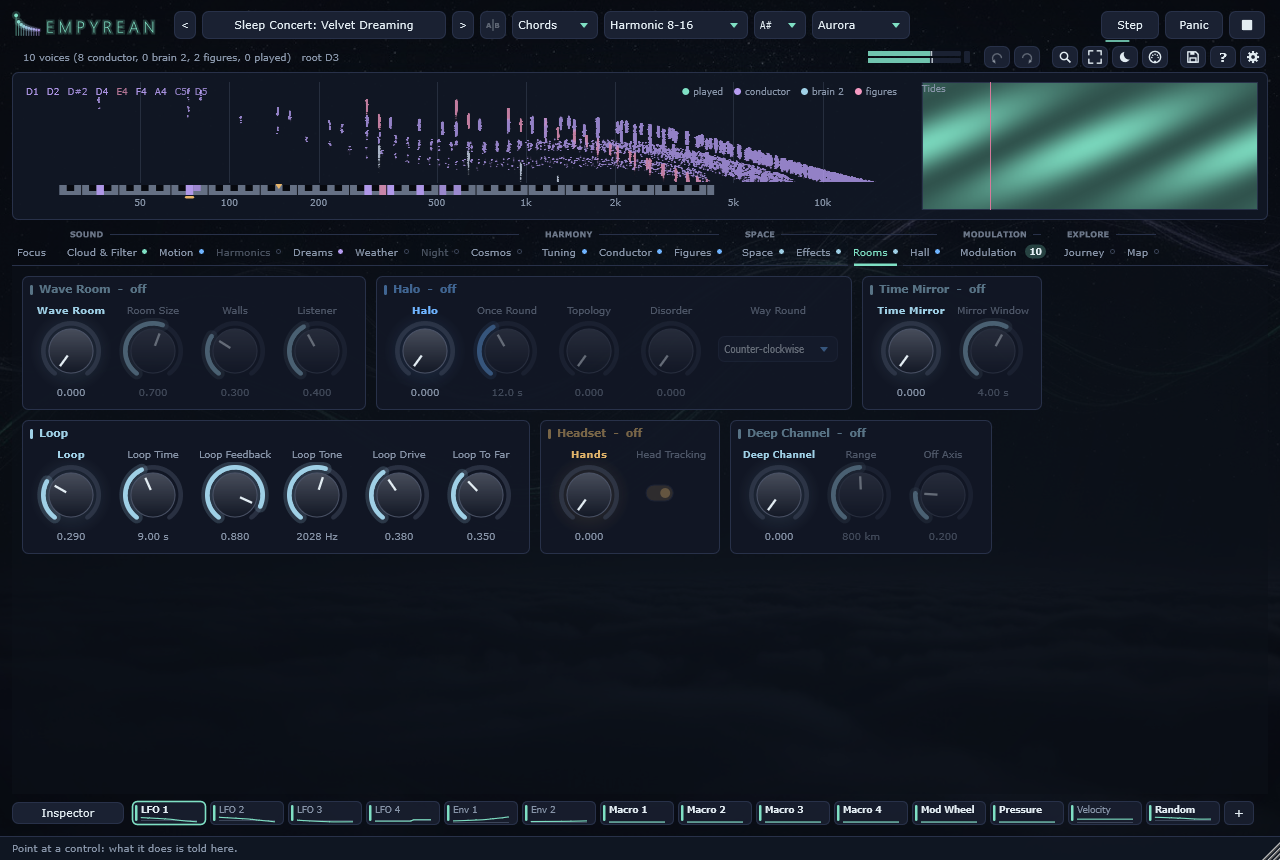 EMPYREAN
<
Sleep Concert: Velvet Dreaming
>
A|B
Chords
Harmonic 8-16
A#
Aurora
Step
Panic
10 voices (8 conductor, 0 brain 2, 2 figures, 0 played) root D3
?
D1 D2 D#2 D4 E4 F4 A4
played conductor brain 2 figures
Tides
50 100 200 500 1k 2k 5k 10k
SOUND HARMONY SPACE MODULATION EXPLORE
Focus Cloud & Filter Motion Harmonics Dreams Weather Night Cosmos Tuning Conductor Figures Space Effects Rooms Hall Modulation 10 Journey Map
Wave Room - off
Wave Room Room Size Walls Listener
0.000 0.700 0.300 0.400
Halo - off
Halo Once Round Topology Disorder Way Round
Counter-clockwise
0.000 12.0 s 0.000 0.000
Time Mirror - off
Time Mirror Mirror Window
0.000 4.00 s
Loop
Loop Loop Time Loop Feedback Loop Tone Loop Drive Loop To Far
0.290 9.00 s 0.880 2028 Hz 0.380 0.350
Headset - off
Hands Head Tracking
0.000
Deep Channel - off
Deep Channel Range Off Axis
0.000 800 km 0.200
Inspector
LFO 1 LFO 2 LFO 3 LFO 4 Env 1 Env 2 Macro 1 Macro 2 Macro 3 Macro 4 Mod Wheel Pressure Velocity Random +
Point at a control: what it does is told here.